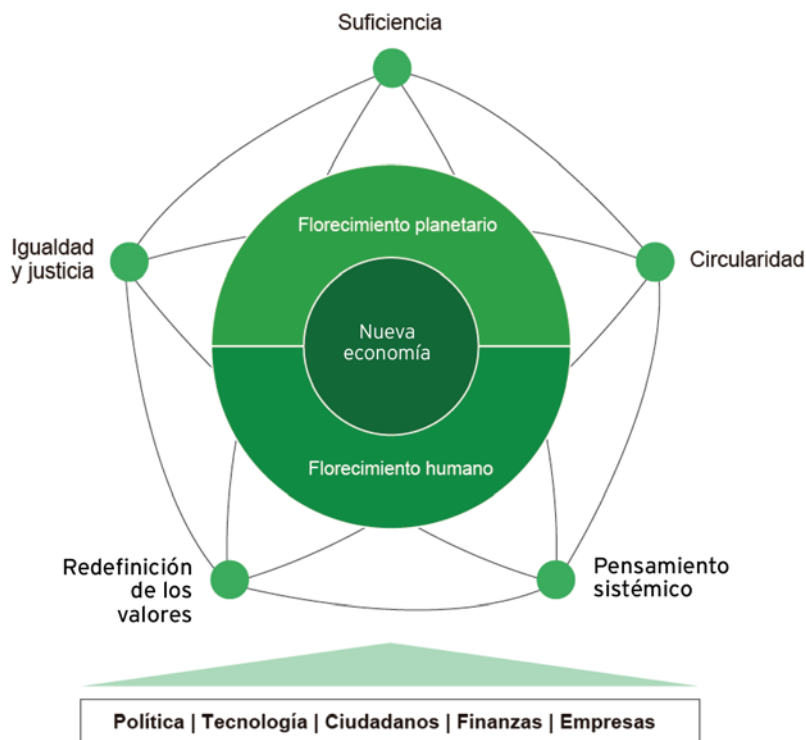 Suficiencia
Florecimiento planetario
Igualdad
y justicia
Circularidad
Nueva
economía
Florecimiento humano
Redefinición
de los
valores
Pensamiento
sistémico
Política | Tecnología | Ciudadanos | Finanzas | Empresas